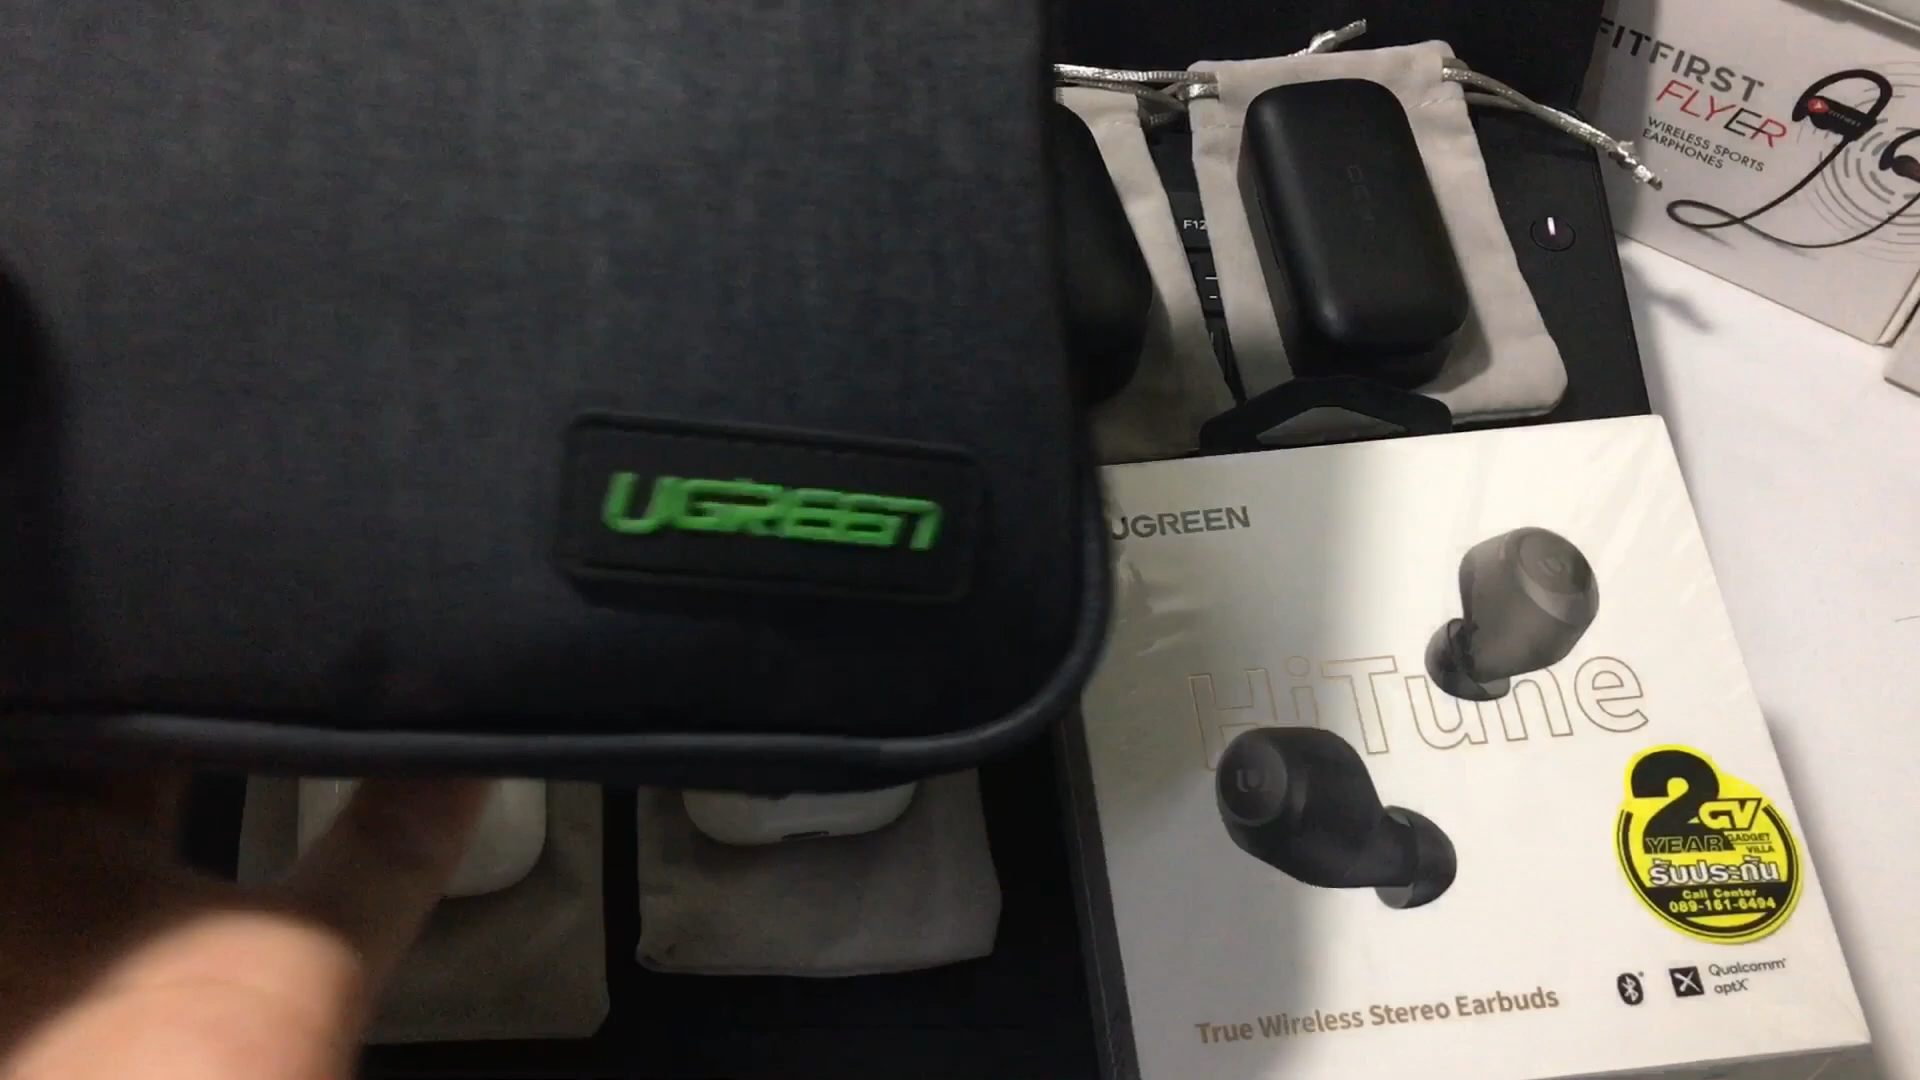 UGREEN
FITFIRST
FLYER
WIRELESS SPORTS
EARPHONES
F12
UGREEN
HiTune
2
YEAR
GV
GADGET
VILLA
รับประกัน
Call Center
089-161-6494
True Wireless Stereo Earbuds
Qualcomm
aptX